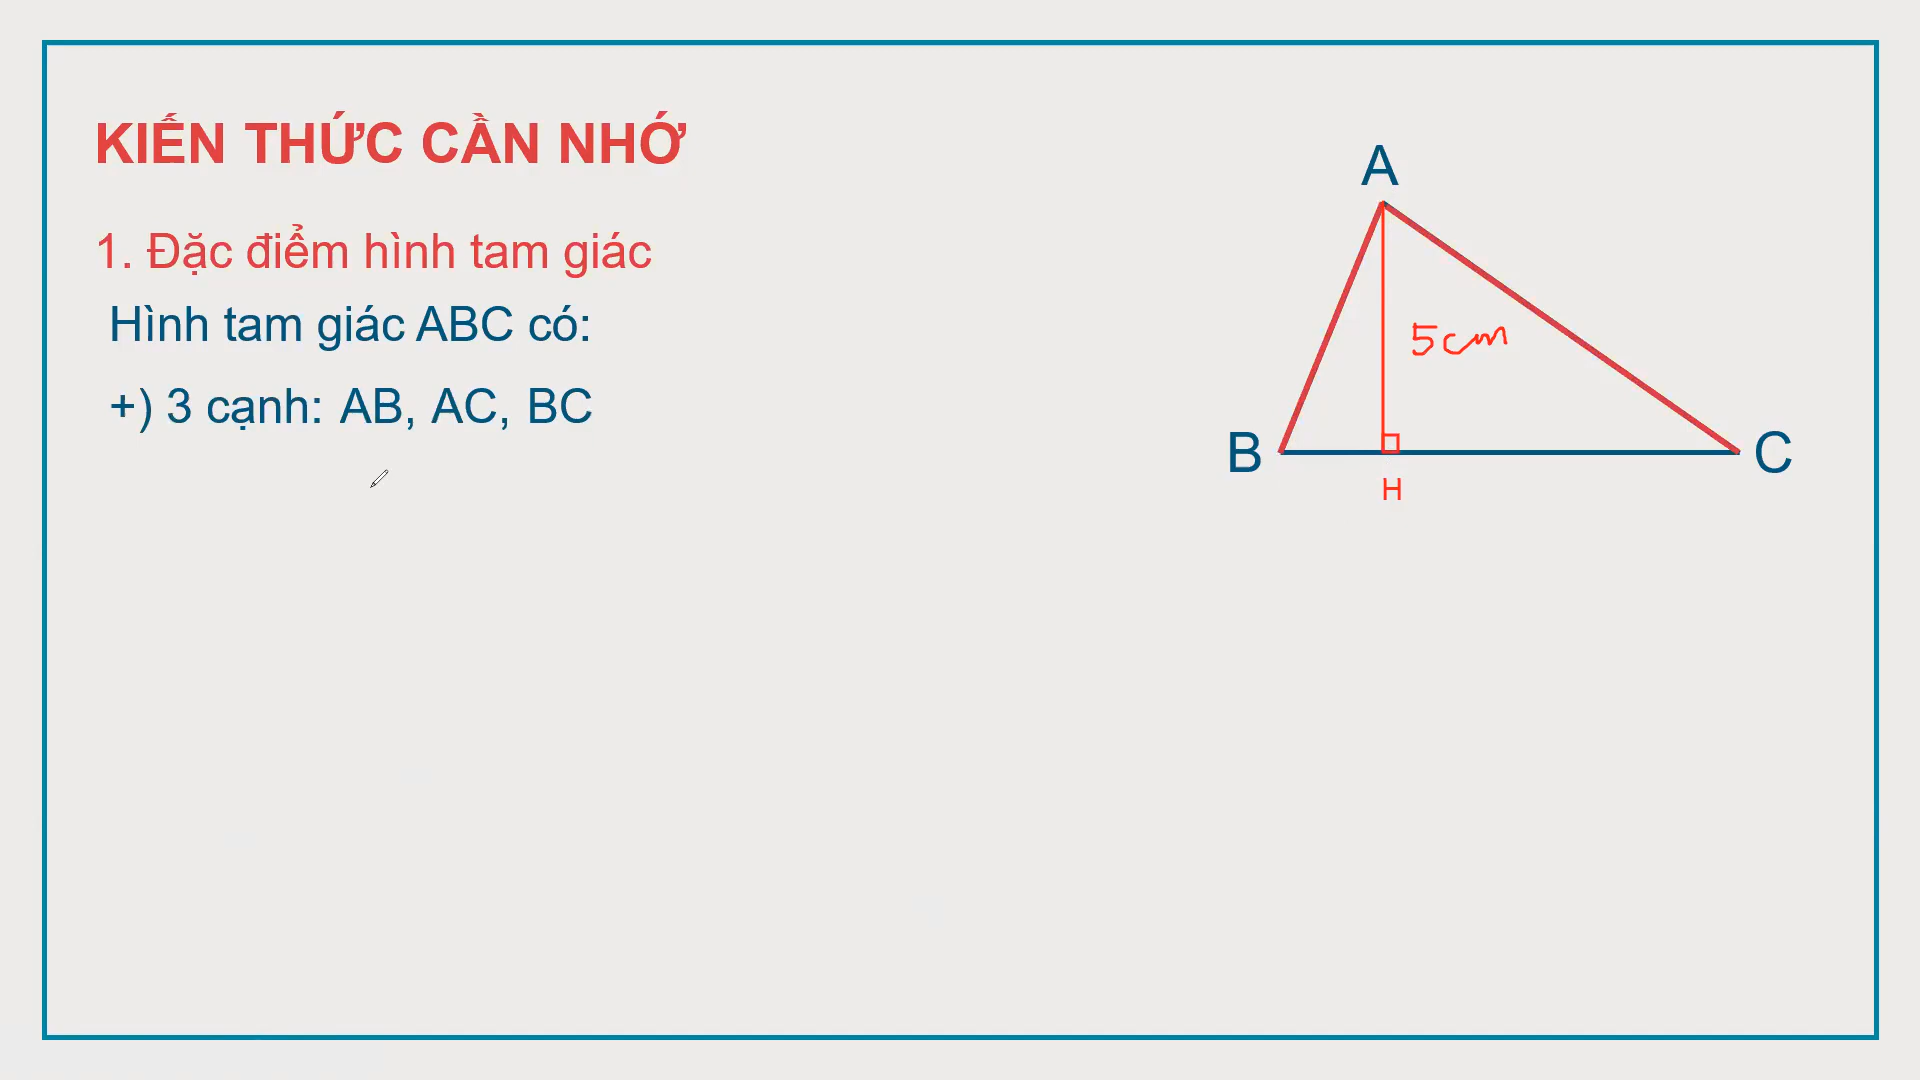 KIẾN THỨC CẦN NHỚ
1. Đặc điểm hình tam giác
Hình tam giác ABC có:
+) 3 cạnh: AB, AC, BC
A
5cm
B
C
H